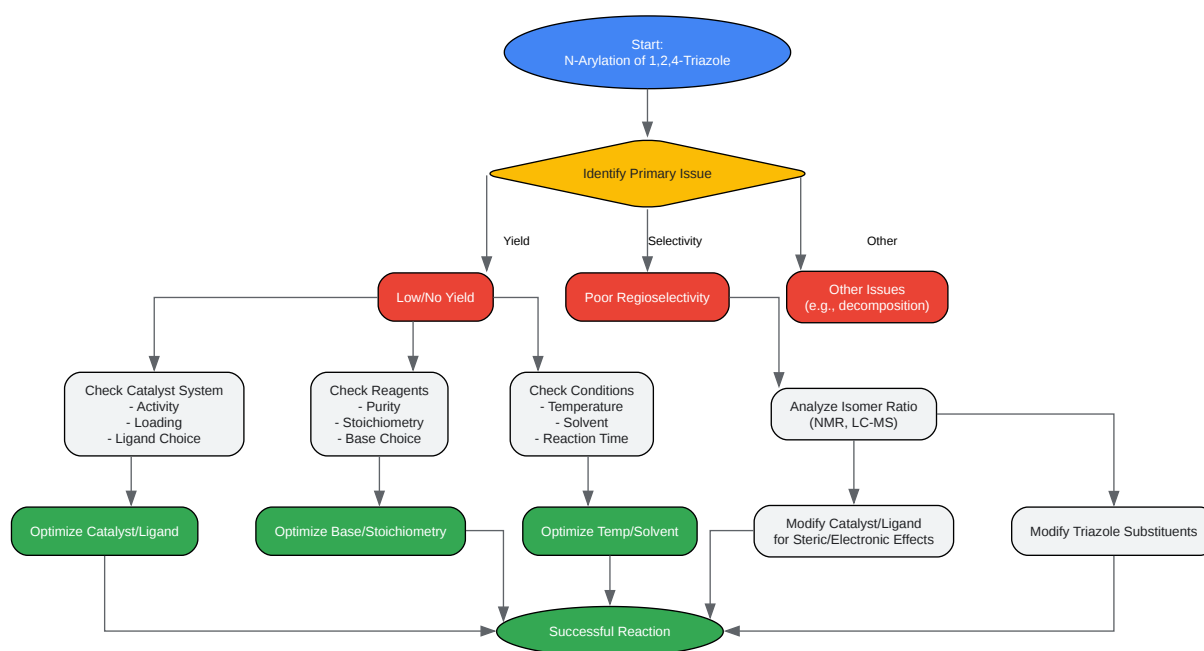 Start:
N-Arylation of 1,2,4-Triazole
Identify Primary Issue
Yield
Selectivity
Other
Low/No Yield
Poor Regioselectivity
Other Issues
(e.g., decomposition)
Check Catalyst System
- Activity
- Loading
- Ligand Choice
Check Reagents
- Purity
- Stoichiometry
- Base Choice
Check Conditions
- Temperature
- Solvent
- Reaction Time
Analyze Isomer Ratio
(NMR, LC-MS)
Optimize Catalyst/Ligand
Optimize Base/Stoichiometry
Optimize Temp/Solvent
Modify Catalyst/Ligand
for Steric/Electronic Effects
Modify Triazole Substituents
Successful Reaction